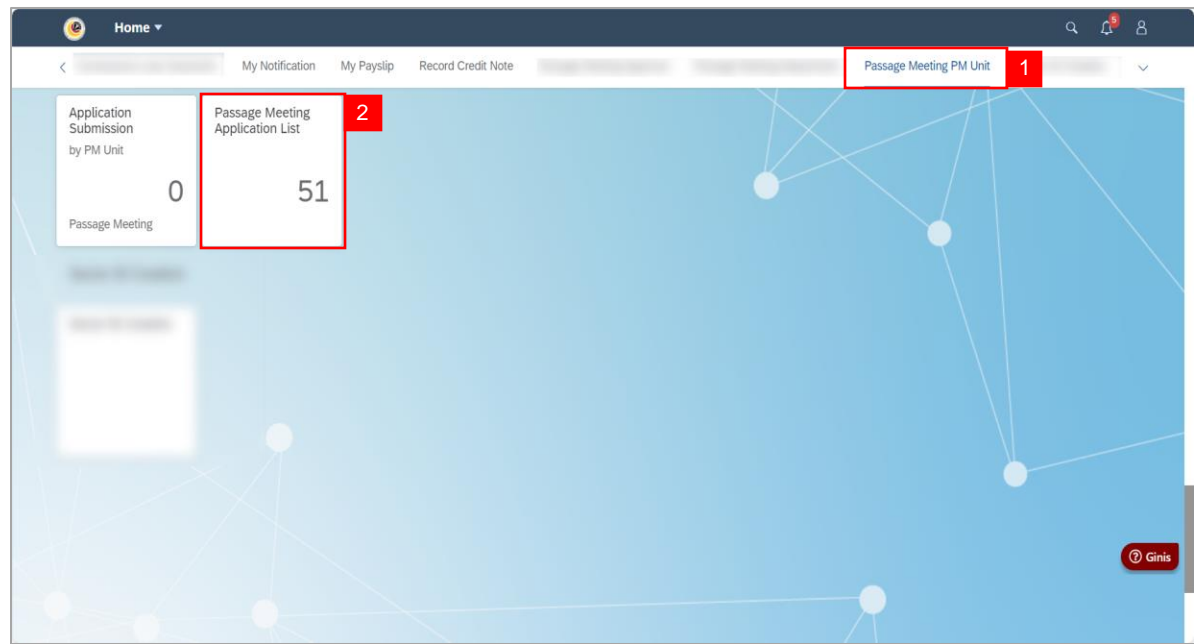 Home
5
My Notification
My Payslip
Record Credit Note
Passage Meeting PM Unit
1
Application
Submission
by PM Unit
0
Passage Meeting
Passage Meeting
Application List
2
51
Ginis